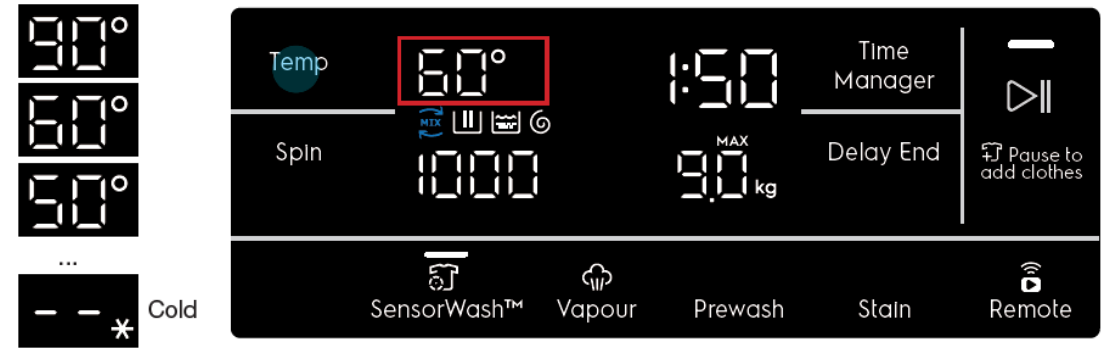 90°
60°
50°
...
-- * Cold
Temp
60°
1:50
Time
Manager
MIX
Spin
1000
MAX
9.0 kg
Delay End
Pause to
add clothes
SensorWash™
Vapour
Prewash
Stain
Remote